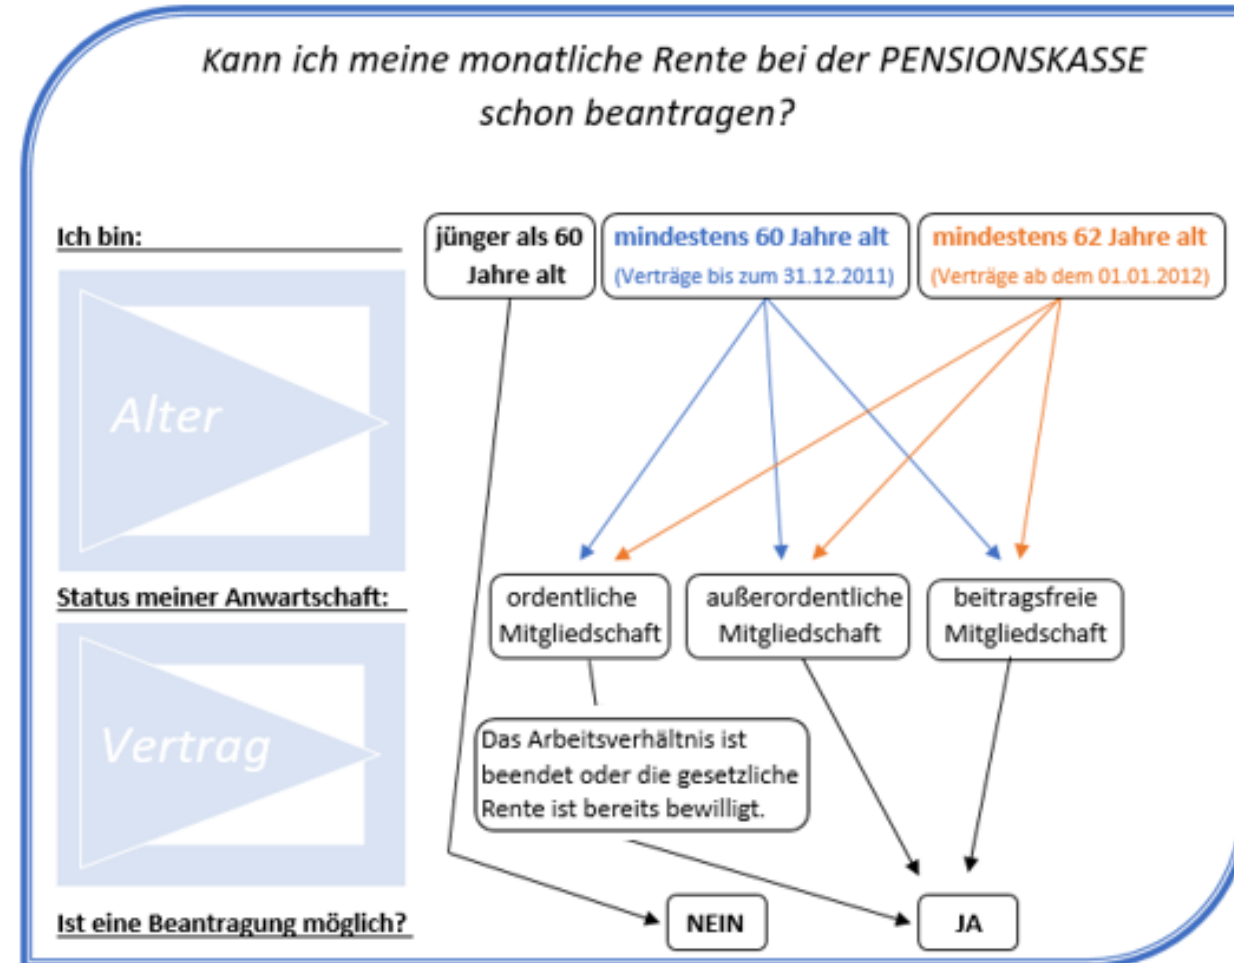 Kann ich meine monatliche Rente bei der PENSIONSKASSE
schon beantragen?
Ich bin:
jünger als 60
Jahre alt
mindestens 60 Jahre alt
(Verträge bis zum 31.12.2011)
mindestens 62 Jahre alt
(Verträge ab dem 01.01.2012)
Alter
Status meiner Anwartschaft:
ordentliche
Mitgliedschaft
außerordentliche
Mitgliedschaft
beitragsfreie
Mitgliedschaft
Vertrag
Das Arbeitsverhältnis ist
beendet oder die gesetzliche
Rente ist bereits bewilligt.
Ist eine Beantragung möglich?
NEIN
JA